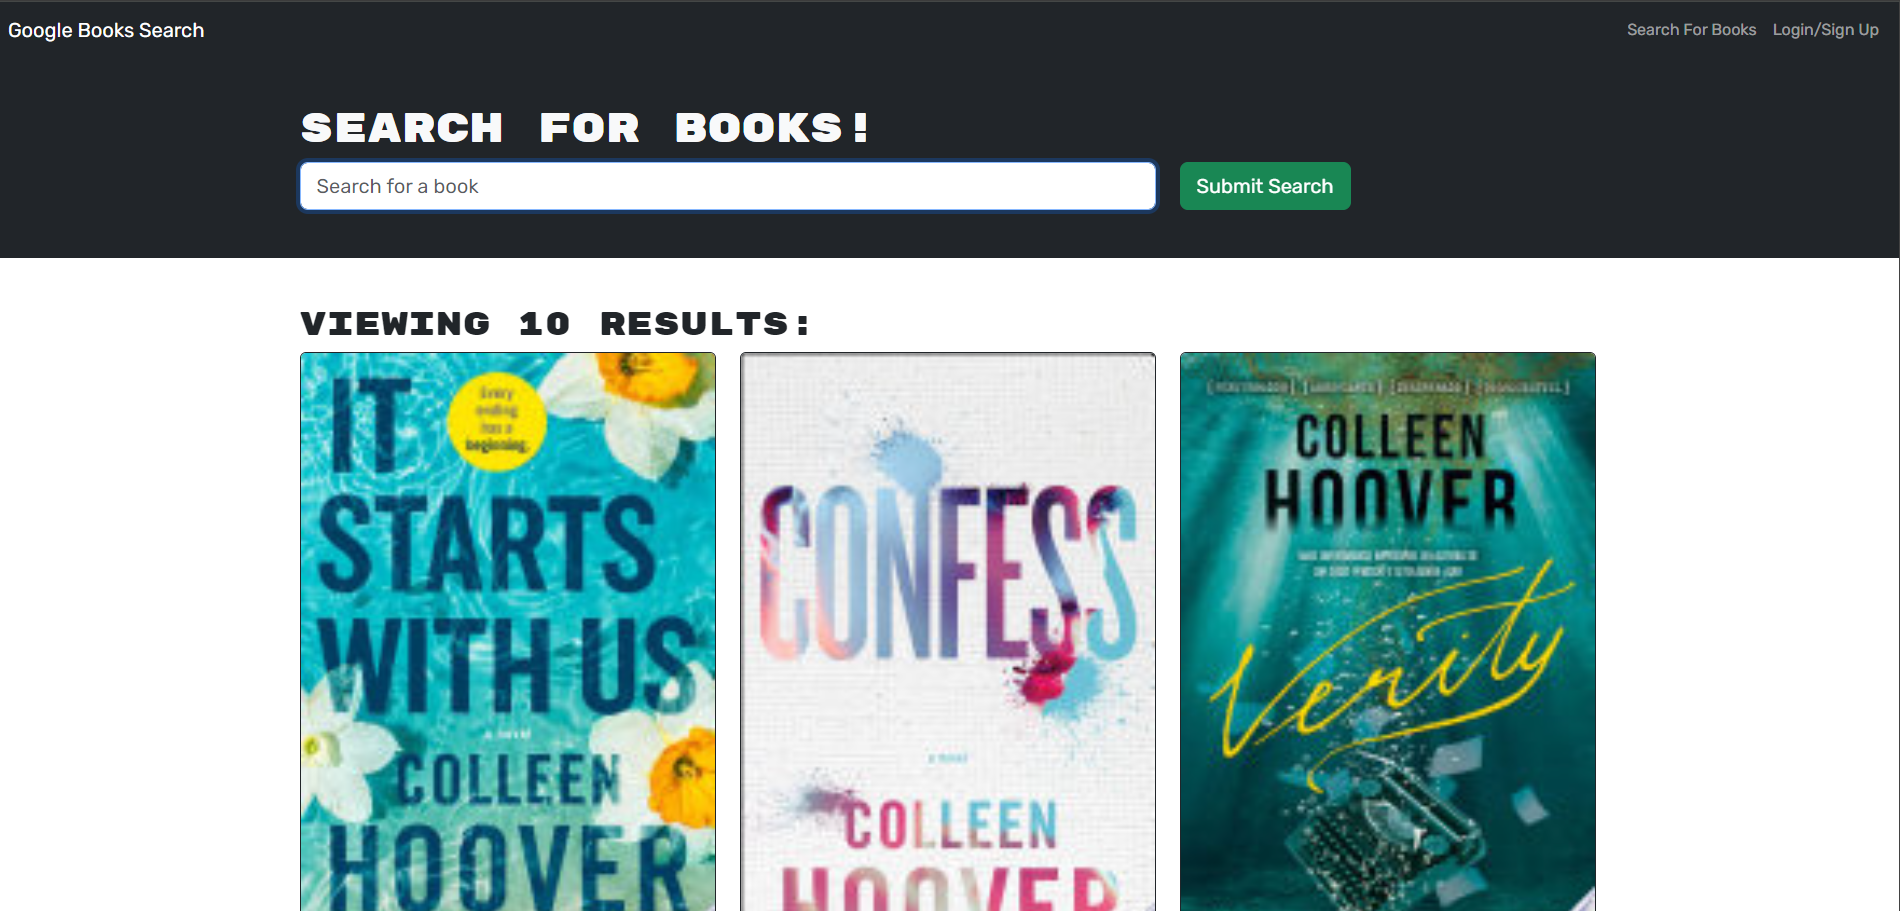 Google Books Search
Search For Books
Login/Sign Up
SEARCH FOR BOOKS!
Search for a book
Submit Search
VIEWING 10 RESULTS:
IT
STARTS
WITH US
Every
ending
has a
beginning.
a novel
COLLEEN
HOOVER
CONFESS
a novel
COLLEEN
HOOVER
COLLEEN
HOOVER
Verity